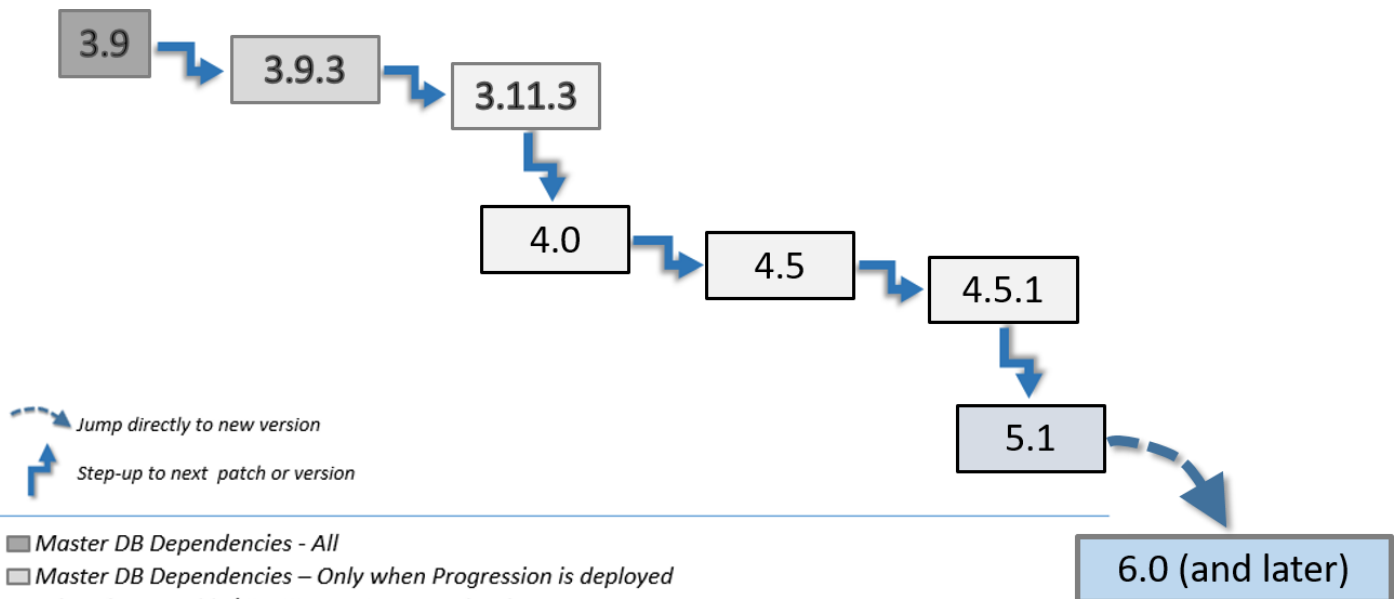 3.9
3.9.3
3.11.3
4.0
4.5
4.5.1
5.1
Jump directly to new version
Step-up to next patch or version
Master DB Dependencies - All
Master DB Dependencies – Only when Progression is deployed
6.0 (and later)